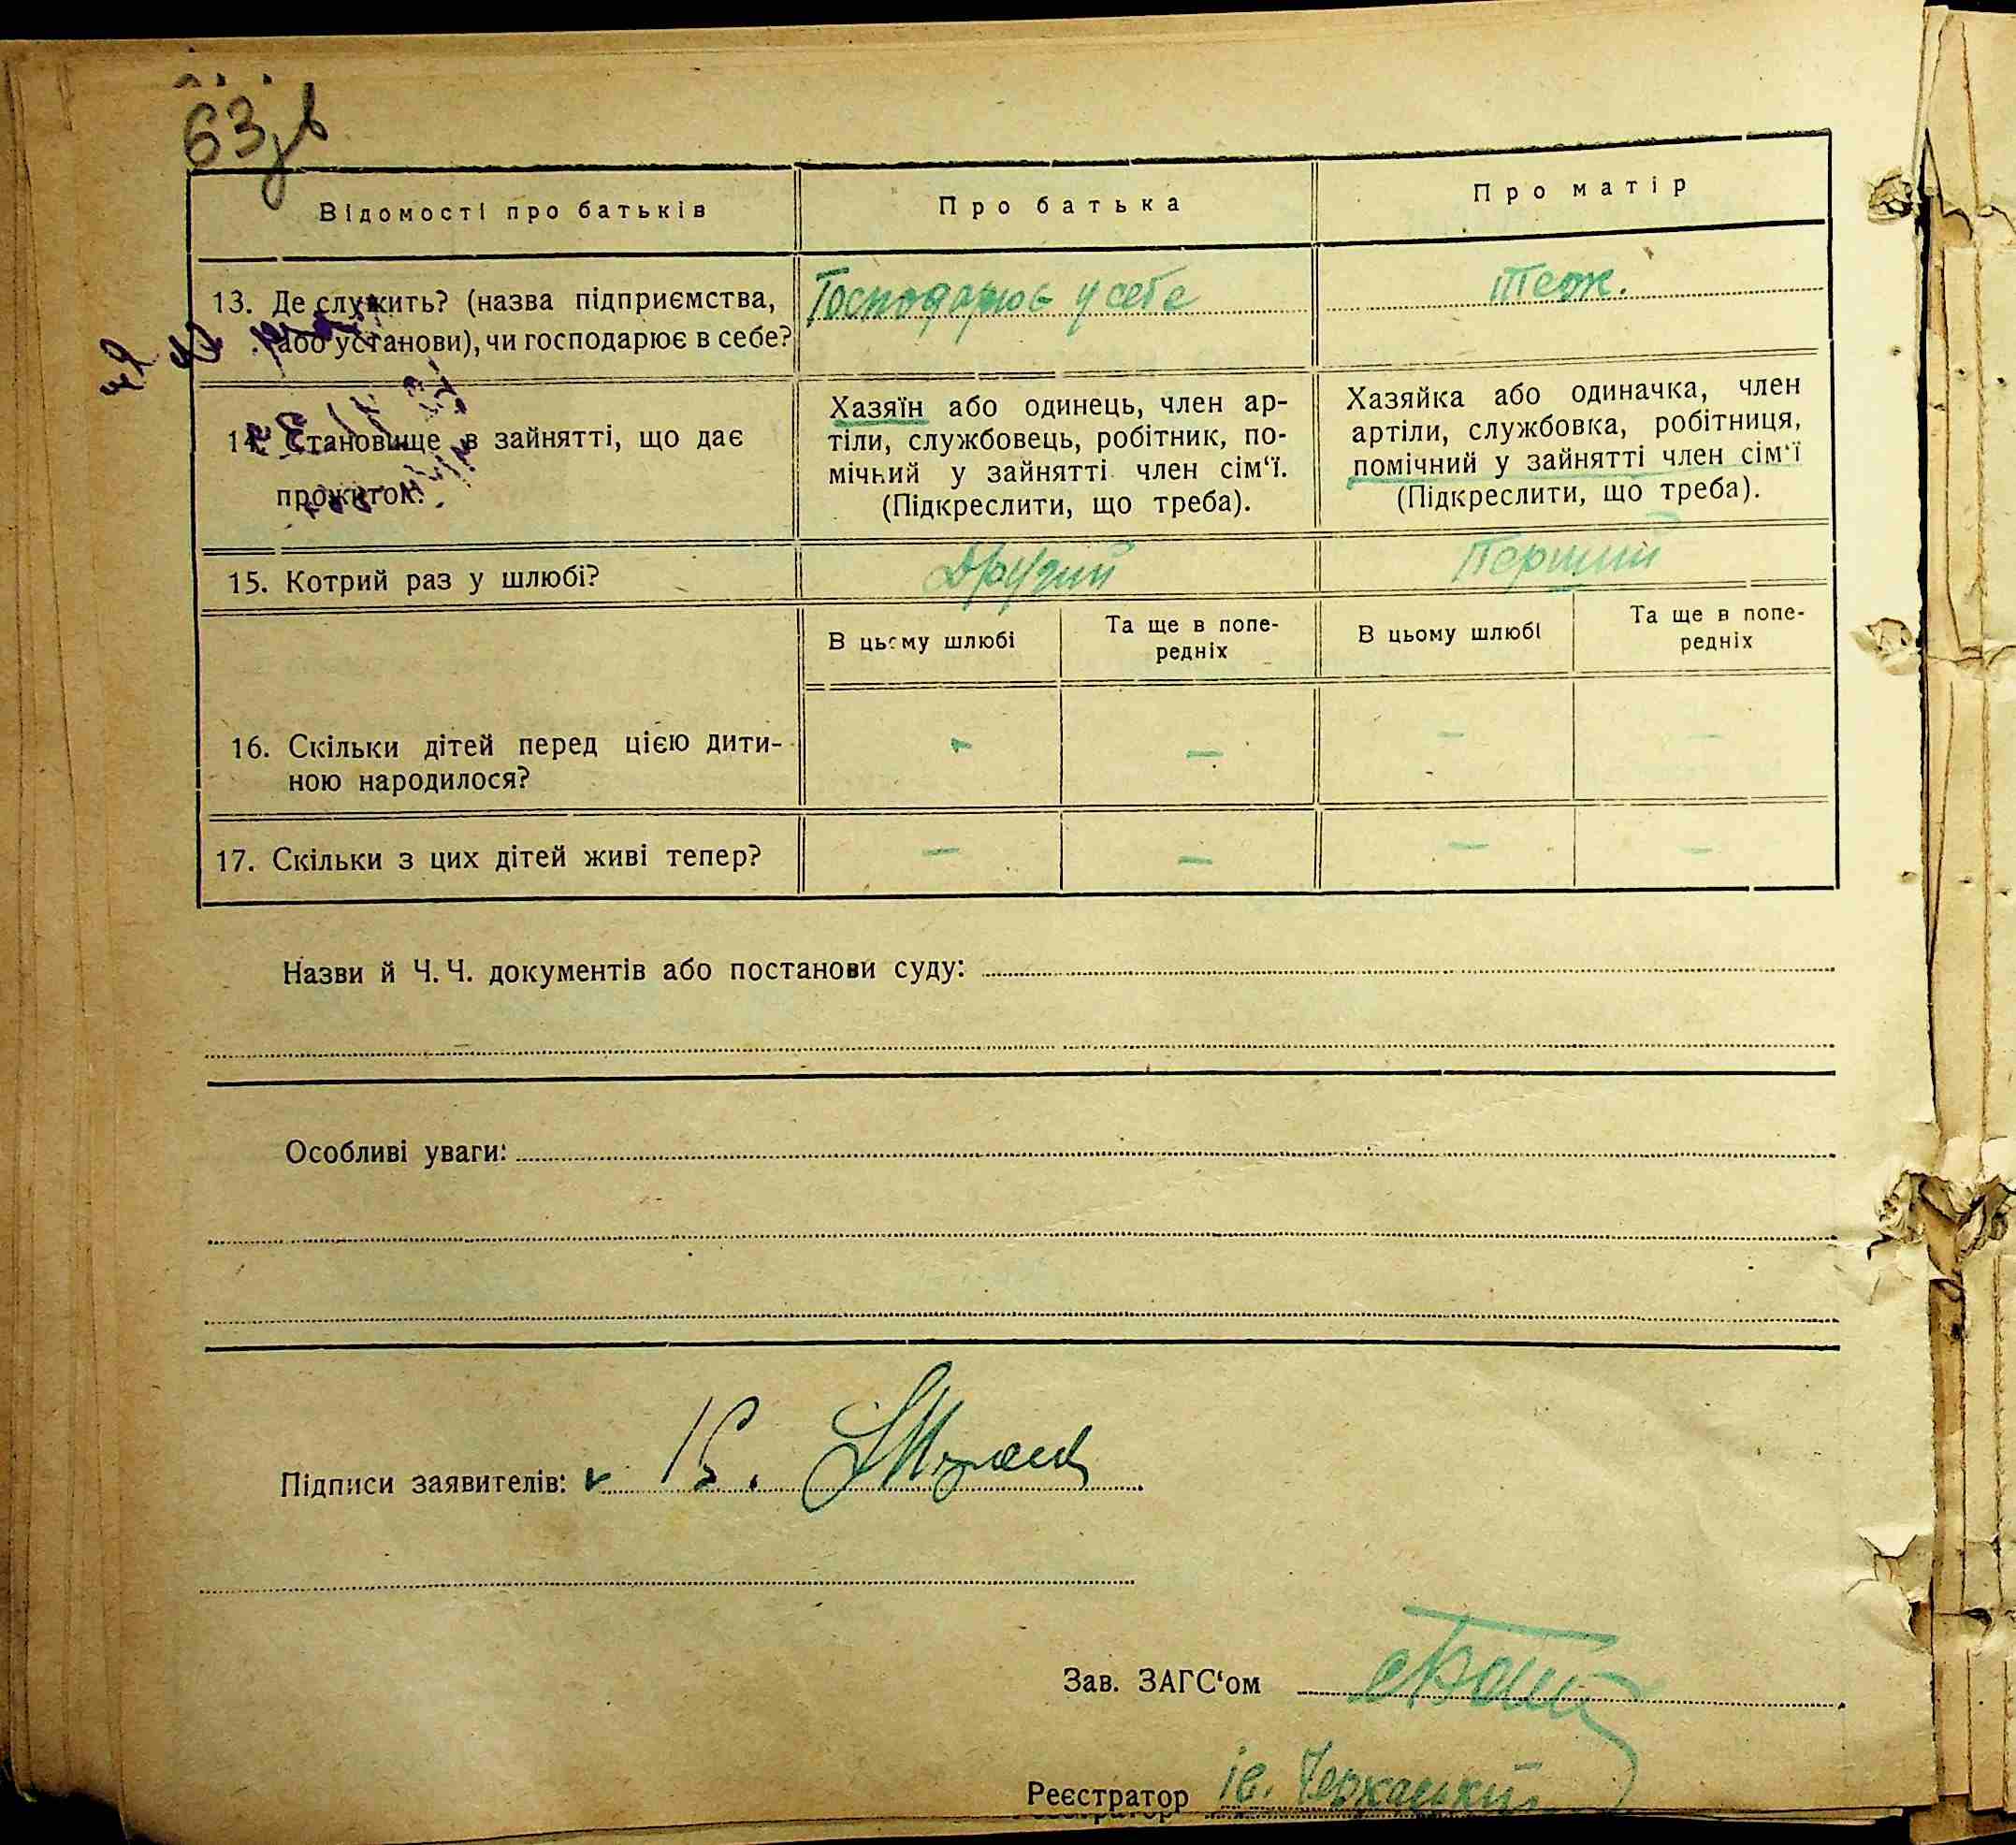 63зв
Відомості про батьків
Про батька
Про матір
13. Де служить? (назва підприємства,
або установи), чи господарює в себе?
Господарює у себе
Теж.
14. Становище в зайнятті, що дає
прожиток:
Хазяїн або одинець, член ар-
тіли, службовець, робітник, по-
мічний у зайнятті член сім‘ї.
(Підкреслити, що треба).
Хазяйка або одиначка, член
артіли, службовка, робітниця,
помічний у зайнятті член сім‘ї
(Підкреслити, що треба).
15. Котрий раз у шлюбі?
Другий
Перший
В цьому шлюбі
Та ще в попе-
редніх
В цьому шлюбі
Та ще в попе-
редніх
16. Скільки дітей перед цією дити-
ною народилося?
— — — —
17. Скільки з цих дітей живі тепер?
— — — —
Назви й Ч. Ч. документів або постанови суду:
Особливі уваги:
Підписи заявителів:
Зав. ЗАГС‘ом
Реєстратор ів. Черкаський